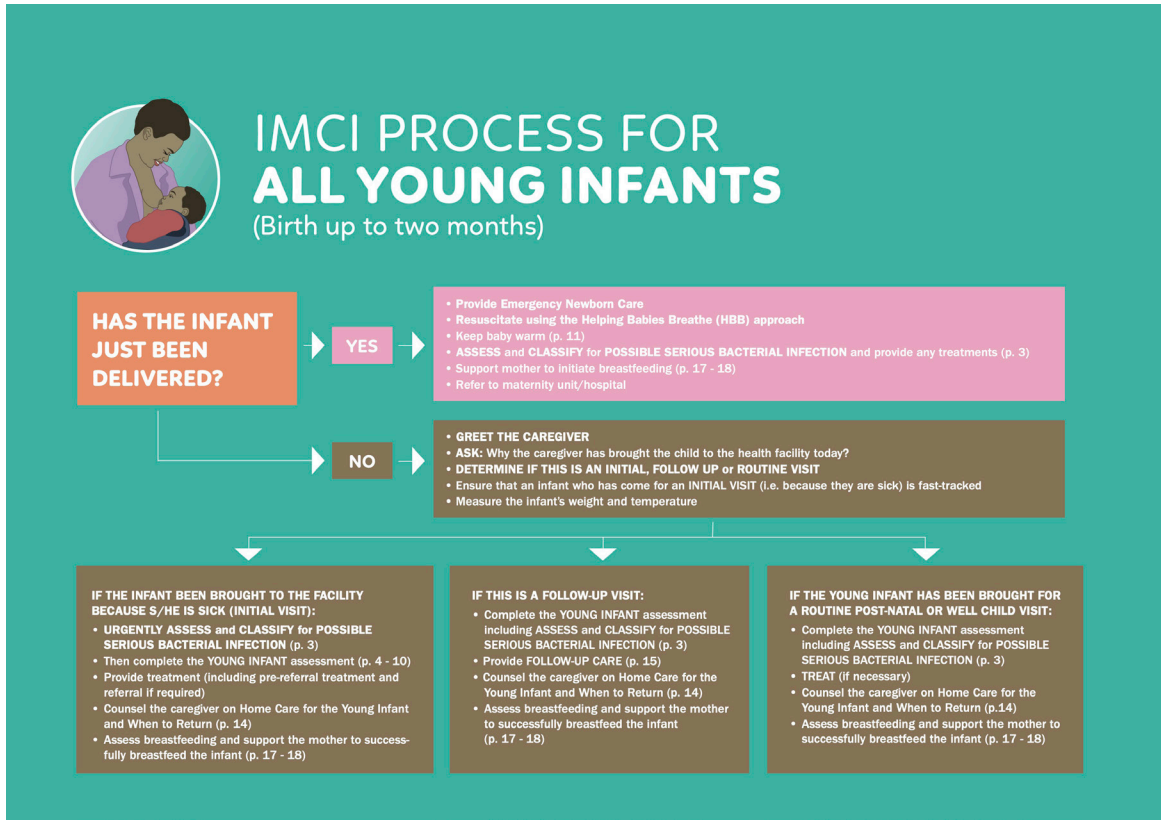 IMCI PROCESS FOR
ALL YOUNG INFANTS
(Birth up to two months)
HAS THE INFANT
JUST BEEN
DELIVERED?
YES
• Provide Emergency Newborn Care
• Resuscitate using the Helping Babies Breathe (HBB) approach
• Keep baby warm (p. 11)
• ASSESS and CLASSIFY for POSSIBLE SERIOUS BACTERIAL INFECTION and provide any treatments (p. 3)
• Support mother to initiate breastfeeding (p. 17 - 18)
• Refer to maternity unit/hospital
NO
• GREET THE CAREGIVER
• ASK: Why the caregiver has brought the child to the health facility today?
• DETERMINE IF THIS IS AN INITIAL, FOLLOW UP or ROUTINE VISIT
• Ensure that an infant who has come for an INITIAL VISIT (i.e. because they are sick) is fast-tracked
• Measure the infant's weight and temperature
IF THE INFANT BEEN BROUGHT TO THE FACILITY
BECAUSE S/HE IS SICK (INITIAL VISIT):
• URGENTLY ASSESS and CLASSIFY for POSSIBLE
SERIOUS BACTERIAL INFECTION (p. 3)
• Then complete the YOUNG INFANT assessment (p. 4 - 10)
• Provide treatment (including pre-referral treatment and
referral if required)
• Counsel the caregiver on Home Care for the Young Infant
and When to Return (p. 14)
• Assess breastfeeding and support the mother to success-
fully breastfeed the infant (p. 17 - 18)
IF THIS IS A FOLLOW-UP VISIT:
• Complete the YOUNG INFANT assessment
including ASSESS and CLASSIFY for POSSIBLE
SERIOUS BACTERIAL INFECTION (p. 3)
• Provide FOLLOW-UP CARE (p. 15)
• Counsel the caregiver on Home Care for the
Young Infant and When to Return (p. 14)
• Assess breastfeeding and support the mother
to successfully breastfeed the infant
(p. 17 - 18)
IF THE YOUNG INFANT HAS BEEN BROUGHT FOR
A ROUTINE POST-NATAL OR WELL CHILD VISIT:
• Complete the YOUNG INFANT assessment
including ASSESS and CLASSIFY for POSSIBLE
SERIOUS BACTERIAL INFECTION (p. 3)
• TREAT (if necessary)
• Counsel the caregiver on Home Care for the
Young Infant and When to Return (p.14)
• Assess breastfeeding and support the mother to
successfully breastfeed the infant (p. 17 - 18)